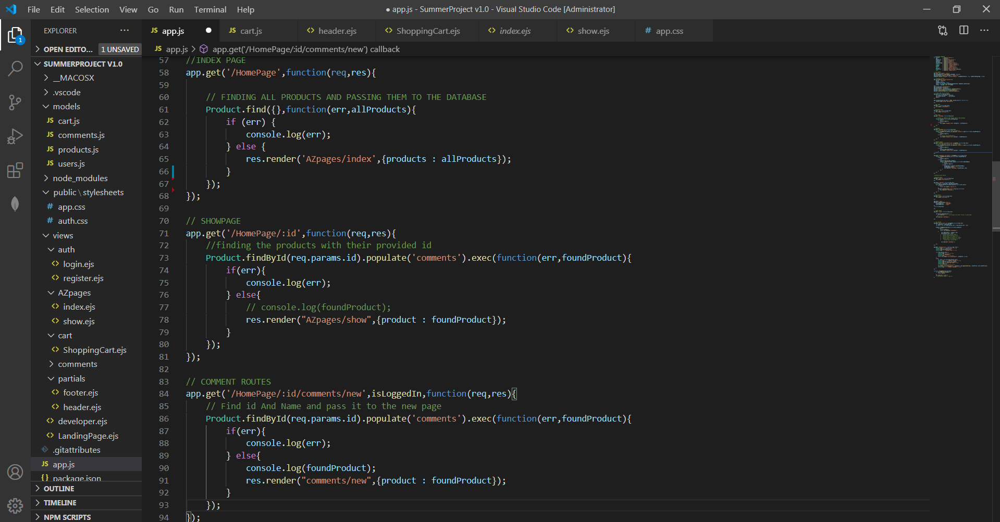 File Edit Selection View Go Run Terminal Help
● app.js - SummerProject v1.0 - Visual Studio Code [Administrator]
1
EXPLORER
OPEN EDITO... 1 UNSAVED
SUMMERPROJECT V1.0
__MACOSX
.vscode
models
JS cart.js
JS comments.js
JS products.js
JS users.js
node_modules
public \ stylesheets
# app.css
# auth.css
views
auth
<> login.ejs
<> register.ejs
AZpages
<> index.ejs
<> show.ejs
cart
<> ShoppingCart.ejs
comments
partials
<> footer.ejs
<> header.ejs
<> developer.ejs
<> LandingPage.ejs
.gitattributes
JS app.js
{} package.json
OUTLINE
TIMELINE
NPM SCRIPTS
JS app.js ● JS cart.js <> header.ejs <> ShoppingCart.ejs <> index.ejs <> show.ejs # app.css
JS app.js > app.get('/HomePage/:id/comments/new') callback
57 //INDEX PAGE
58 app.get('/HomePage',function(req,res){
59
60 // FINDING ALL PRODUCTS AND PASSING THEM TO THE DATABASE
61 Product.find({},function(err,allProducts){
62 if (err) {
63 console.log(err);
64 } else {
65 res.render('AZpages/index',{products : allProducts});
66 }
67 });
68 });
69
70 // SHOWPAGE
71 app.get('/HomePage/:id',function(req,res){
72 //finding the products with their provided id
73 Product.findById(req.params.id).populate('comments').exec(function(err,foundProduct){
74 if(err){
75 console.log(err);
76 } else{
77 // console.log(foundProduct);
78 res.render("AZpages/show",{product : foundProduct});
79 }
80 });
81 });
82
83 // COMMENT ROUTES
84 app.get('/HomePage/:id/comments/new',isLoggedIn,function(req,res){
85 // Find id And Name and pass it to the new page
86 Product.findById(req.params.id).populate('comments').exec(function(err,foundProduct){
87 if(err){
88 console.log(err);
89 } else{
90 console.log(foundProduct);
91 res.render("comments/new",{product : foundProduct});
92 }
93 });
94 });